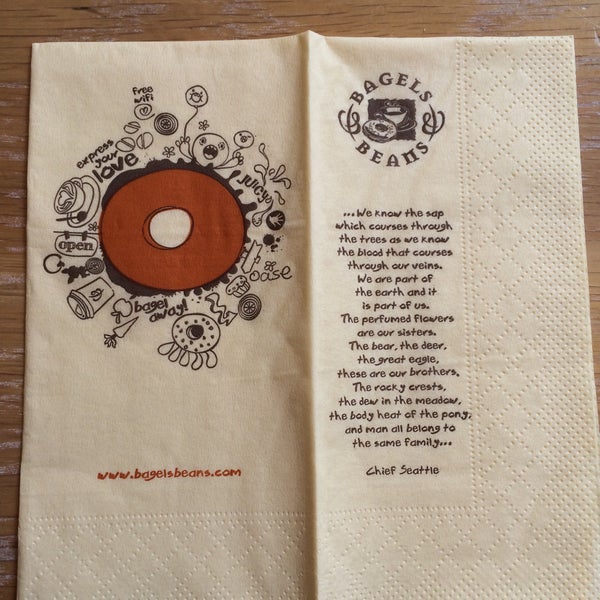 free
wifi
express
your
love
JUICY!
open
oase
bagel
away!
www.bagelsbeans.com
BAGELS
&
BEANS
...We know the sap
which courses through
the trees as we know
the blood that courses
through our veins.
We are part of
the earth and it
is part of us.
The perfumed flowers
are our sisters.
The bear, the deer,
the great eagle,
these are our brothers.
The rocky crests,
the dew in the meadow,
the body heat of the pony,
and man all belong to
the same family...
Chief Seattle